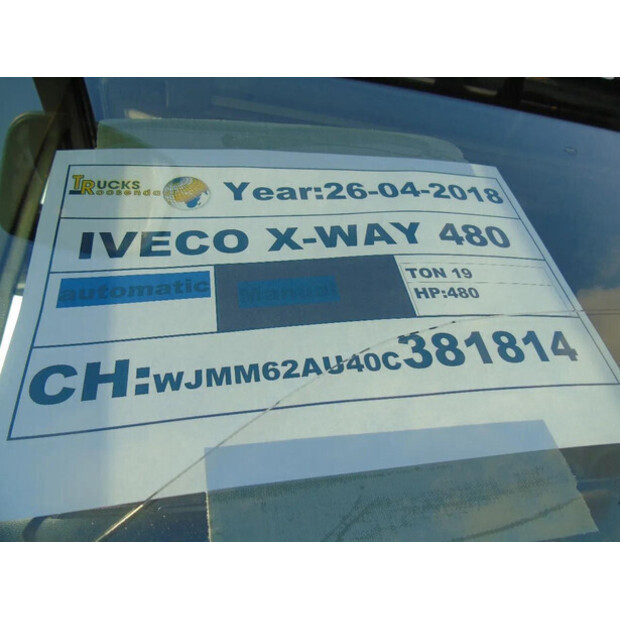 TRUCKS Roosendaal Year:26-04-2018
IVECO X-WAY 480
automatic Manual TON 19
HP:480
CH:WJMM62AU40C381814